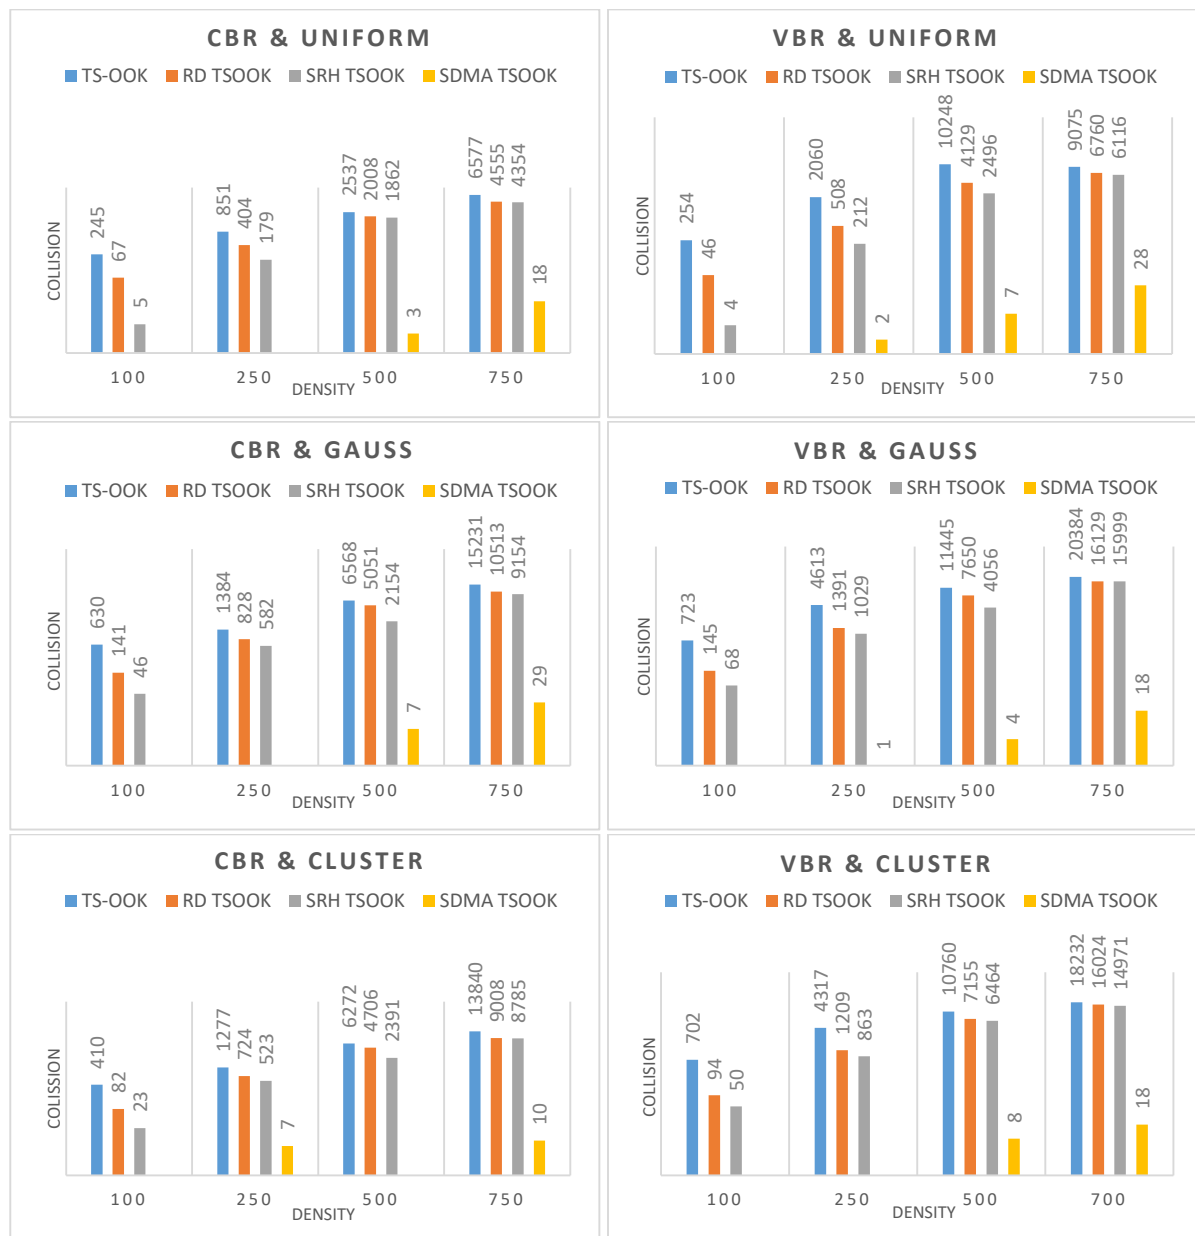 CBR & UNIFORM
TS-OOK RD TSOOK SRH TSOOK SDMA TSOOK
COLLISION
245 67 5 851 404 179 2537 2008 1862 3 6577 4555 4354 18
100 250 500 750
DENSITY
VBR & UNIFORM
TS-OOK RD TSOOK SRH TSOOK SDMA TSOOK
COLLISION
254 46 4 2060 508 212 2 10248 4129 2496 7 9075 6760 6116 28
100 250 500 750
DENSITY
CBR & GAUSS
TS-OOK RD TSOOK SRH TSOOK SDMA TSOOK
COLLISION
630 141 46 1384 828 582 6568 5051 2154 7 15231 10513 9154 29
100 250 500 750
DENSITY
VBR & GAUSS
TS-OOK RD TSOOK SRH TSOOK SDMA TSOOK
COLLISION
723 145 68 4613 1391 1029 1 11445 7650 4056 4 20384 16129 15999 18
100 250 500 750
DENSITY
CBR & CLUSTER
TS-OOK RD TSOOK SRH TSOOK SDMA TSOOK
COLISSION
410 82 23 1277 724 523 7 6272 4706 2391 13840 9008 8785 10
100 250 500 750
DENSITY
VBR & CLUSTER
TS-OOK RD TSOOK SRH TSOOK SDMA TSOOK
COLLISION
702 94 50 4317 1209 863 10760 7155 6464 8 18232 16024 14971 18
100 250 500 700
DENSITY